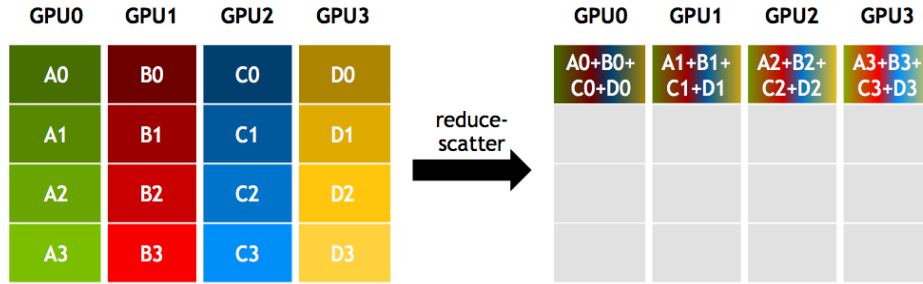 GPU0 GPU1 GPU2 GPU3
A0 B0 C0 D0
A1 B1 C1 D1
A2 B2 C2 D2
A3 B3 C3 D3
reduce-
scatter
GPU0 GPU1 GPU2 GPU3
A0+B0+ A1+B1+ A2+B2+ A3+B3+
C0+D0 C1+D1 C2+D2 C3+D3